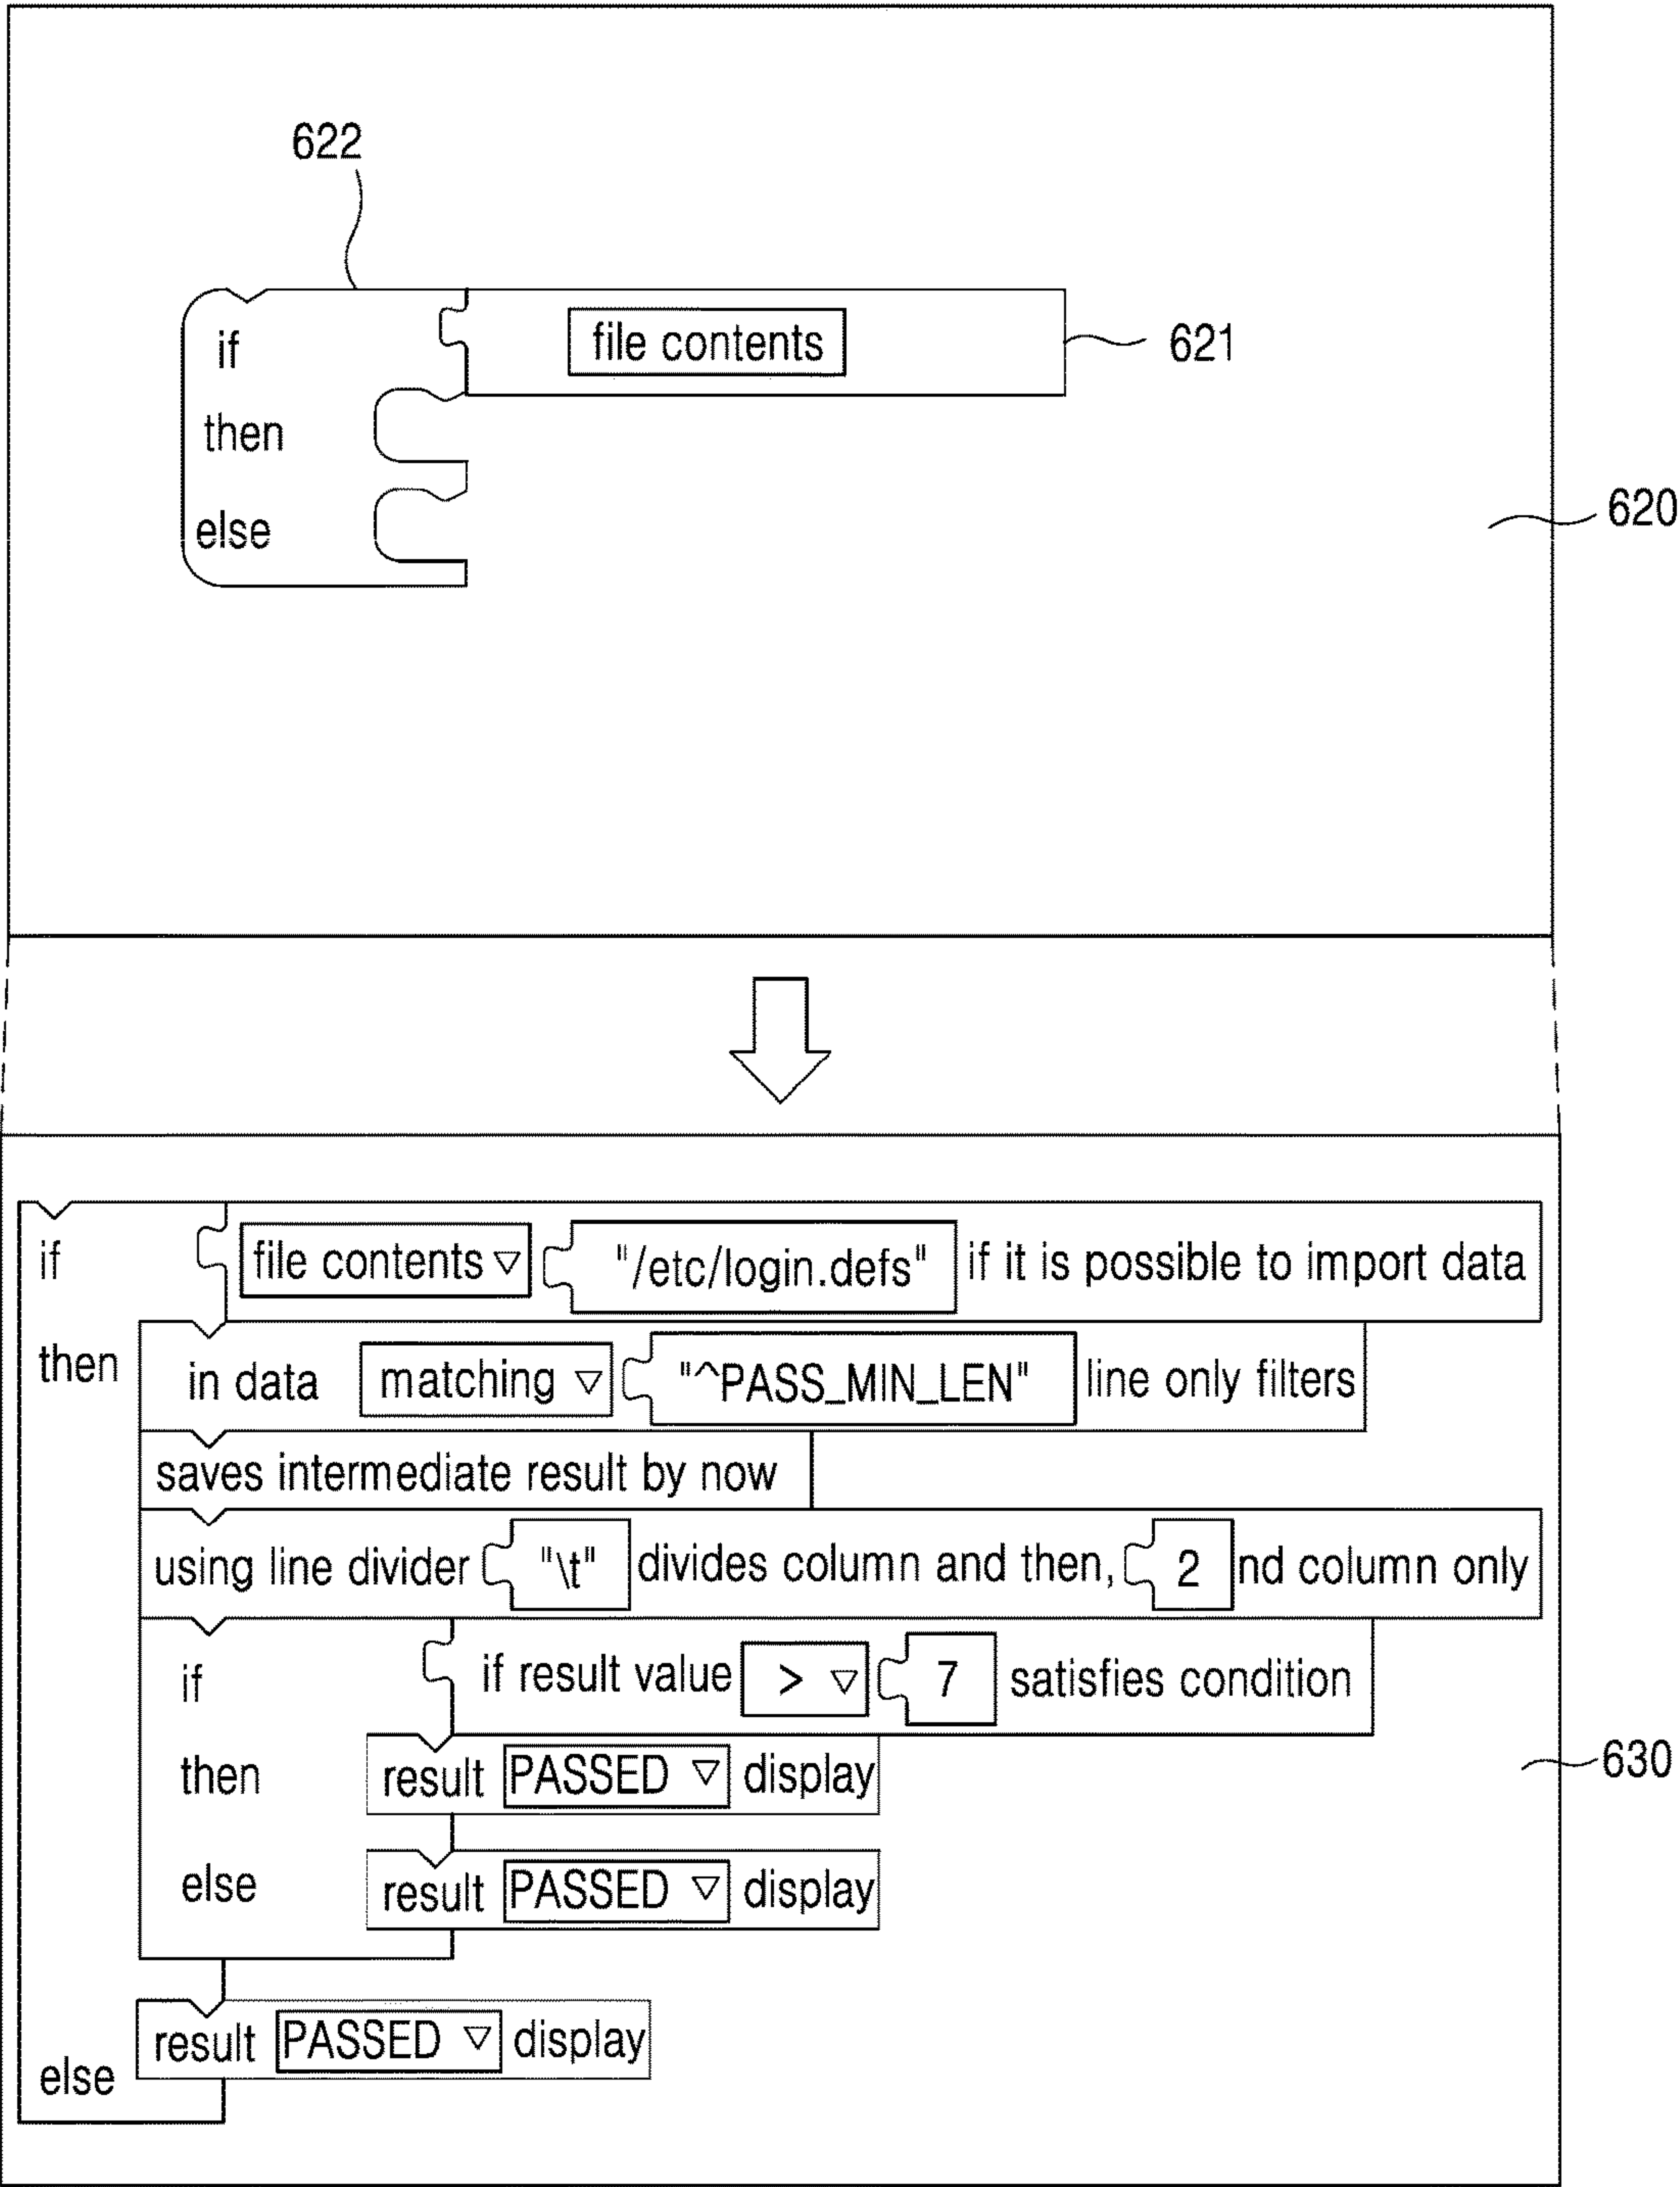 622
if file contents 621
then
else
620
if file contents ▽ "/etc/login.defs" if it is possible to import data
then in data matching ▽ "^PASS_MIN_LEN" line only filters
saves intermediate result by now
using line divider "\t" divides column and then, 2 nd column only
if if result value > ▽ 7 satisfies condition
then result PASSED ▽ display
630
else result PASSED ▽ display
result PASSED ▽ display
else